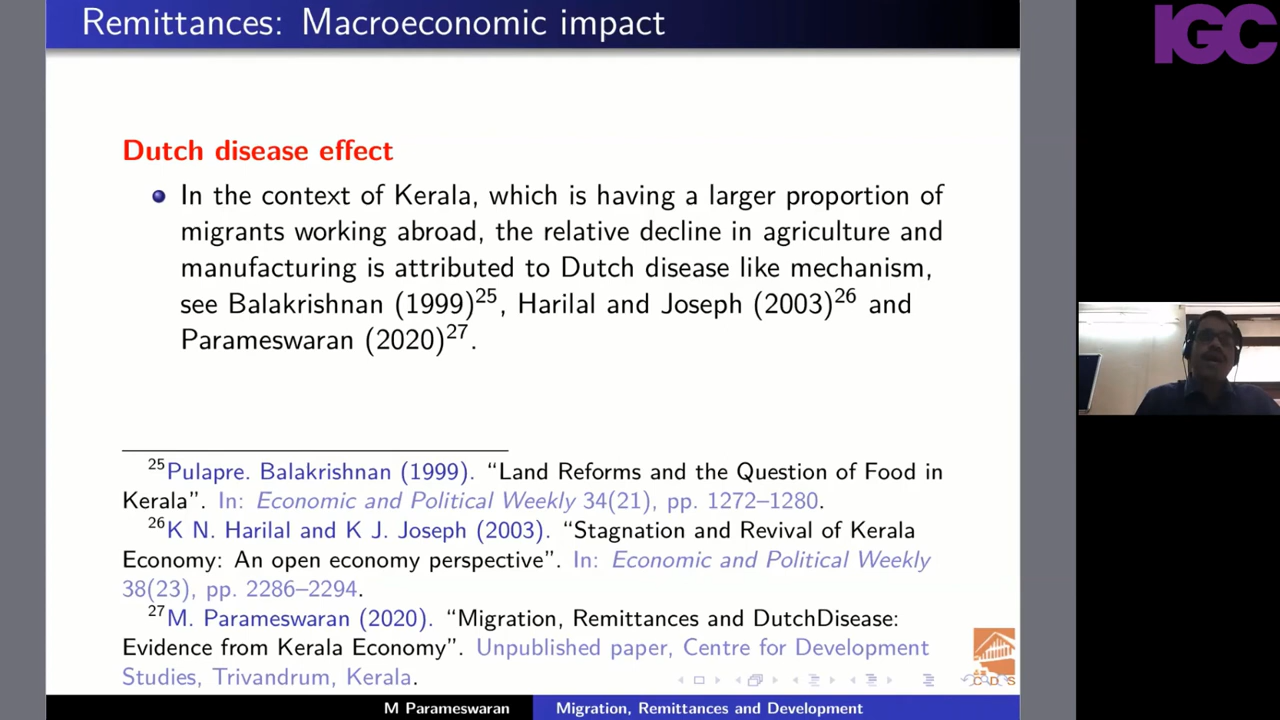 Remittances: Macroeconomic impact
IGC
Dutch disease effect
In the context of Kerala, which is having a larger proportion of
migrants working abroad, the relative decline in agriculture and
manufacturing is attributed to Dutch disease like mechanism,
see Balakrishnan (1999)25, Harilal and Joseph (2003)26 and
Parameswaran (2020)27.
25Pulapre. Balakrishnan (1999). “Land Reforms and the Question of Food in
Kerala”. In: Economic and Political Weekly 34(21), pp. 1272–1280.
26K N. Harilal and K J. Joseph (2003). “Stagnation and Revival of Kerala
Economy: An open economy perspective”. In: Economic and Political Weekly
38(23), pp. 2286–2294.
27M. Parameswaran (2020). “Migration, Remittances and DutchDisease:
Evidence from Kerala Economy”. Unpublished paper, Centre for Development
Studies, Trivandrum, Kerala.
CDS
M Parameswaran Migration, Remittances and Development